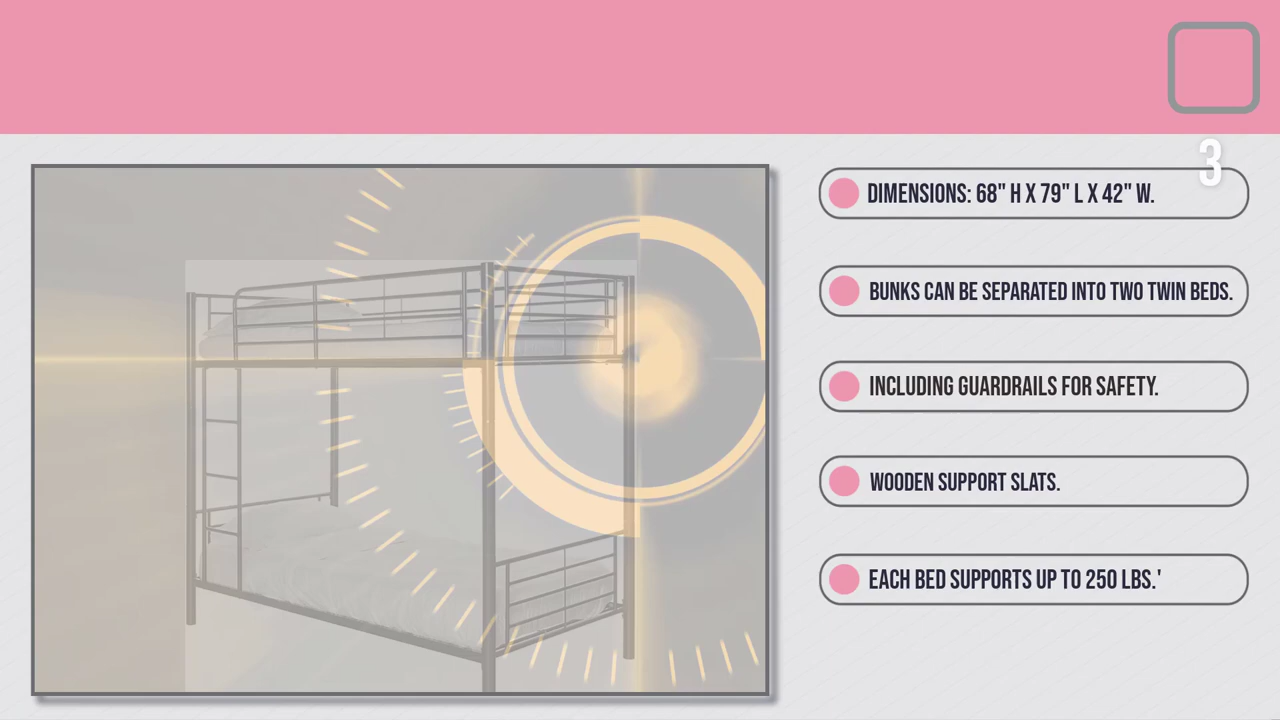 3
DIMENSIONS: 68" H X 79" L X 42" W.
BUNKS CAN BE SEPARATED INTO TWO TWIN BEDS.
INCLUDING GUARDRAILS FOR SAFETY.
WOODEN SUPPORT SLATS.
EACH BED SUPPORTS UP TO 250 LBS.'